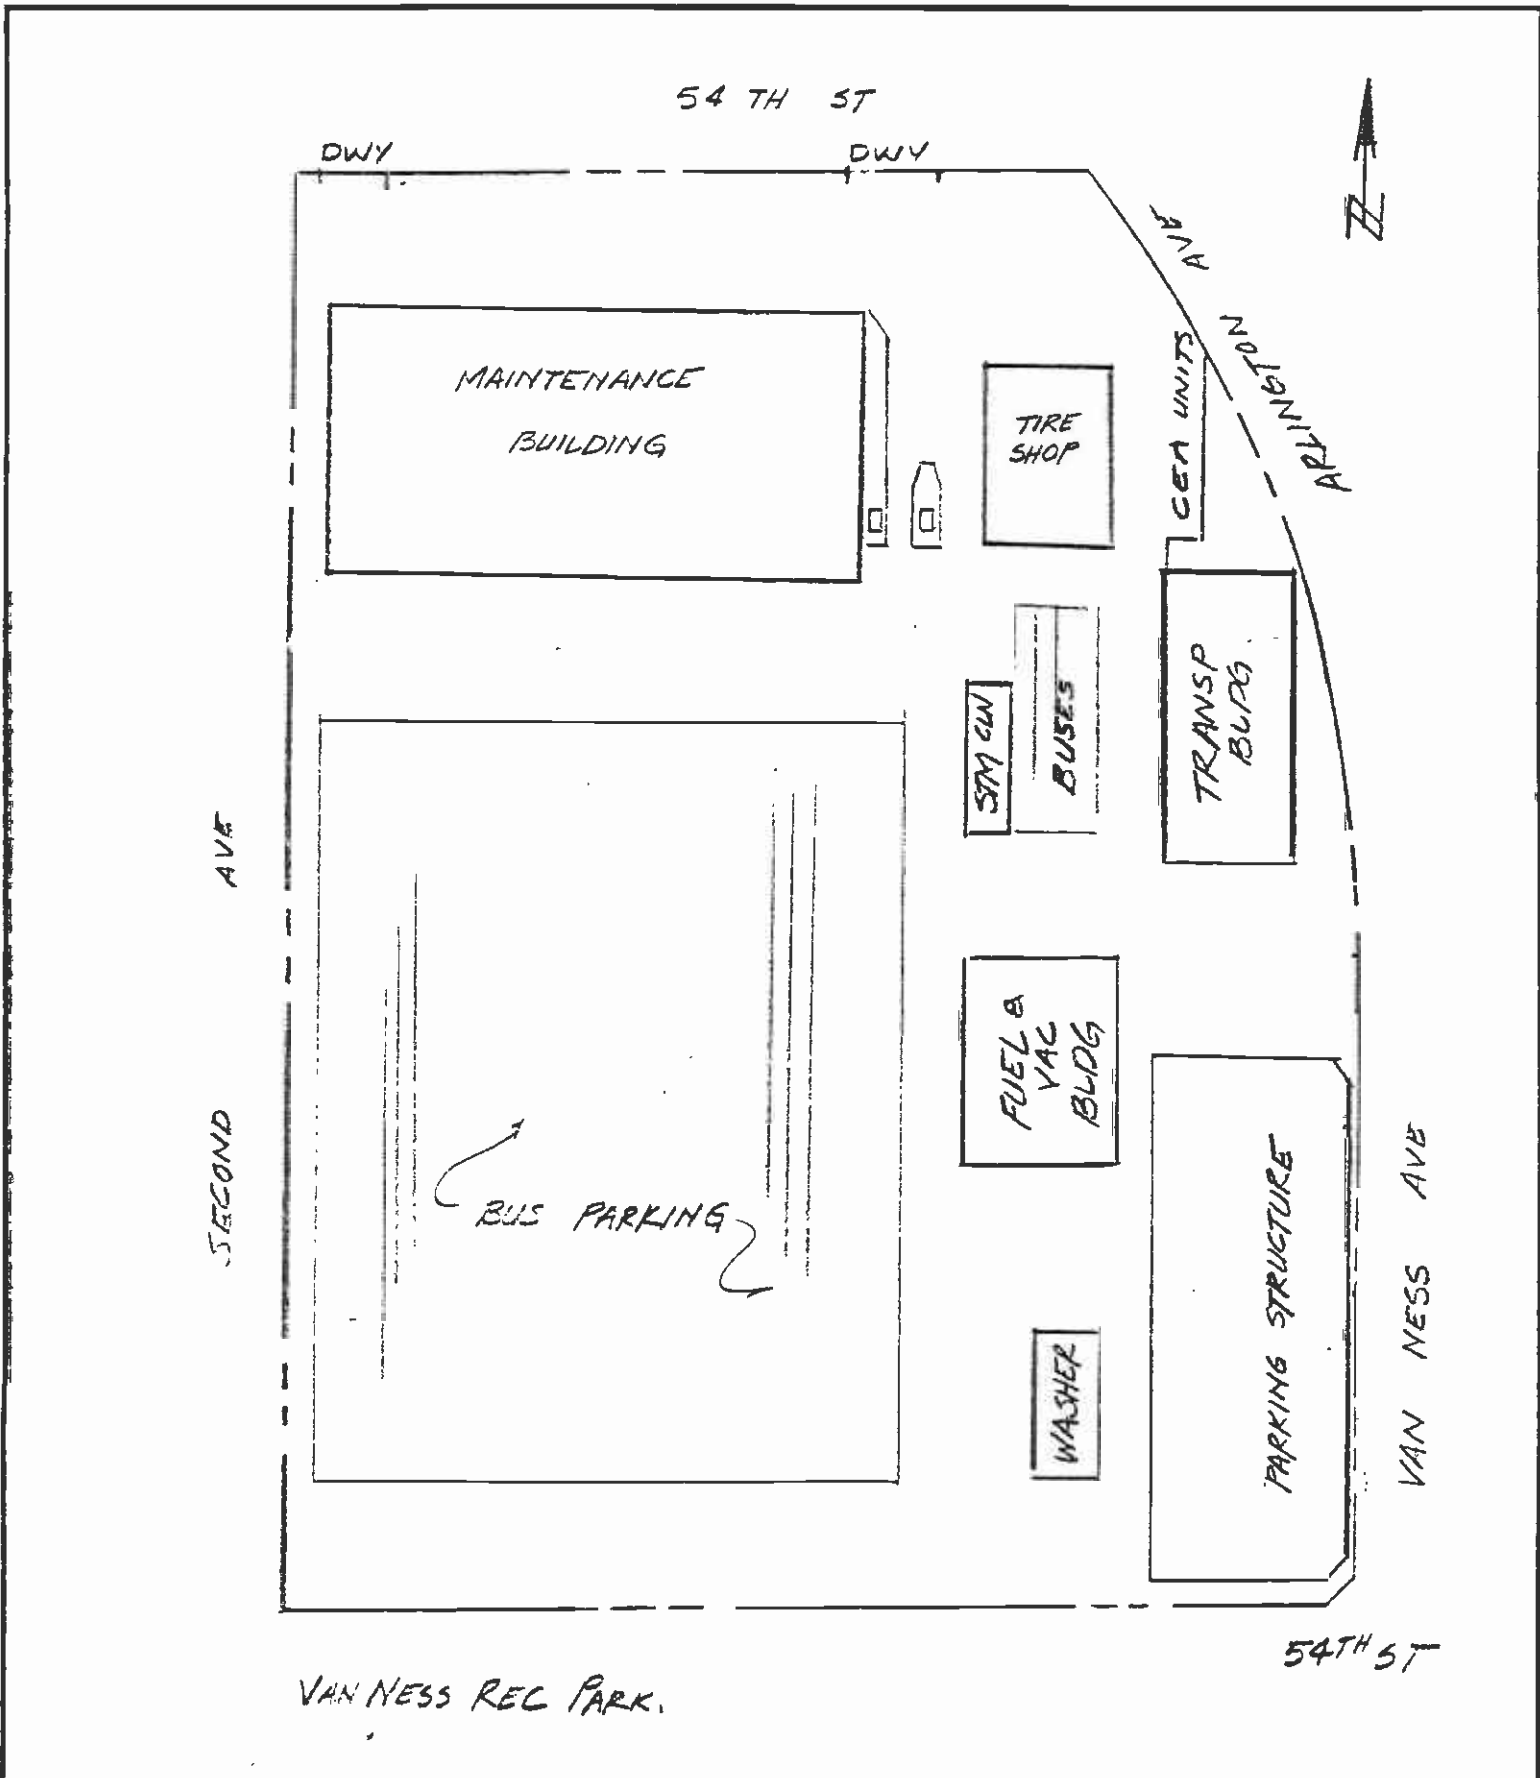 54 TH ST
DWY
DWY
N
ARLINGTON AVE
MAINTENANCE
BUILDING
TIRE
SHOP
CEA UNITS
TRANSP
BLDG.
STM CLN
BUSES
SECOND AVE
FUEL &
VAC
BLDG
BUS PARKING
WASHER
PARKING STRUCTURE
VAN NESS AVE
54TH ST
VAN NESS REC PARK.